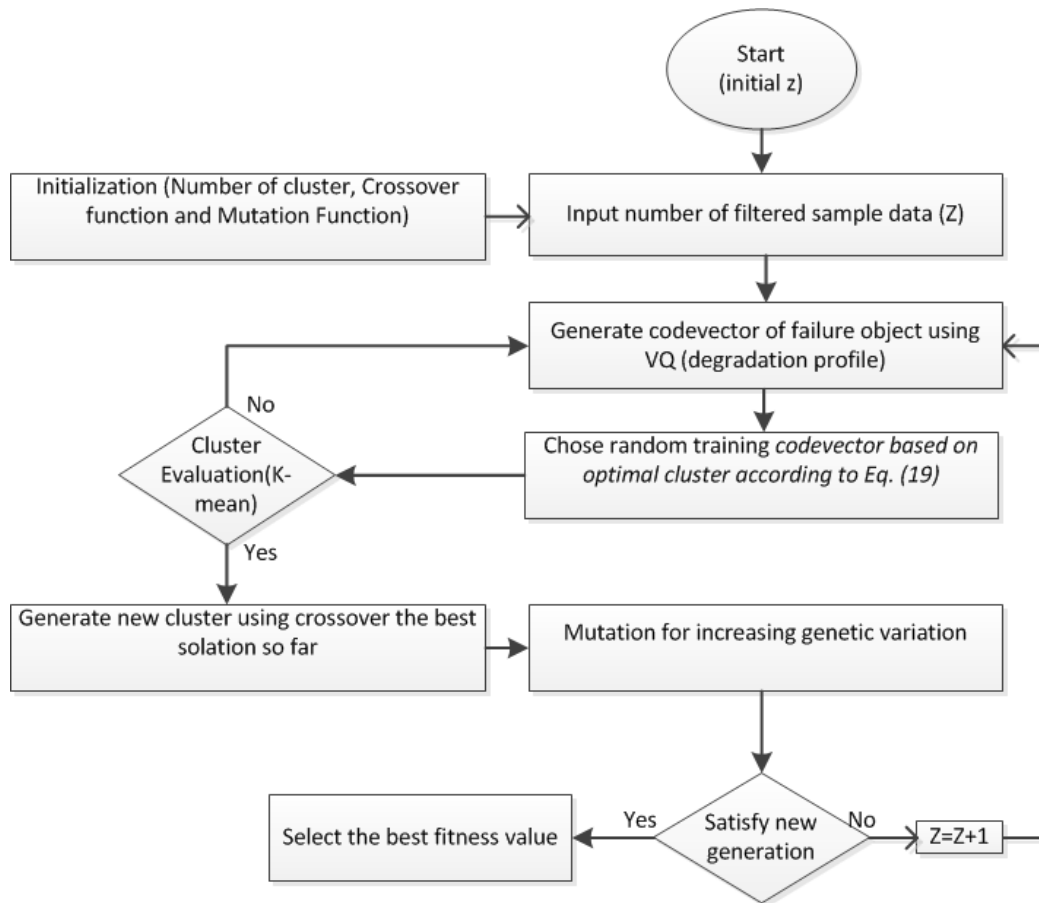 Start
(initial z)
Initialization (Number of cluster, Crossover
function and Mutation Function)
Input number of filtered sample data (Z)
Generate codevector of failure object using
VQ (degradation profile)
No
Chose random training codevector based on
optimal cluster according to Eq. (19)
Cluster
Evaluation(K-
mean)
Yes
Generate new cluster using crossover the best
solation so far
Mutation for increasing genetic variation
Select the best fitness value
Yes
Satisfy new
generation
No
Z=Z+1